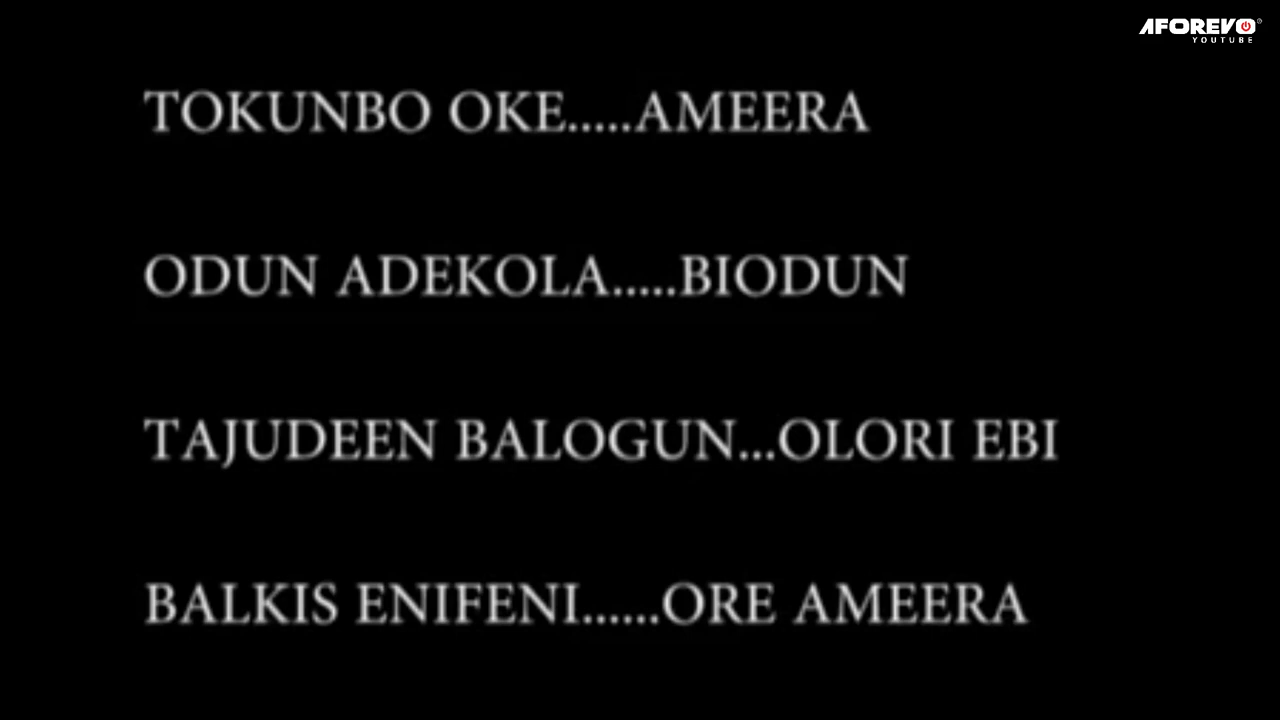 AFOREVO
YOUTUBE
TOKUNBO OKE.....AMEERA
ODUN ADEKOLA.....BIODUN
TAJUDEEN BALOGUN...OLORI EBI
BALKIS ENIFENI......ORE AMEERA